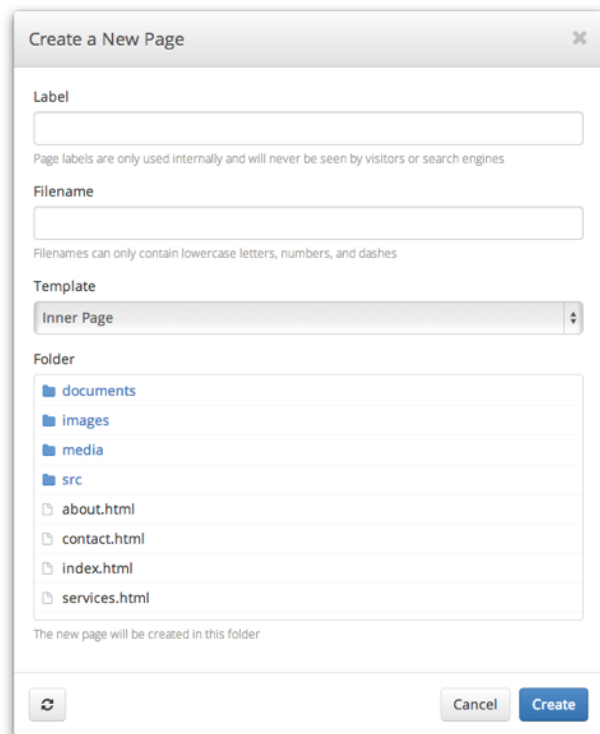 Create a New Page
Label
Page labels are only used internally and will never be seen by visitors or search engines
Filename
Filenames can only contain lowercase letters, numbers, and dashes
Template
Inner Page
Folder
documents
images
media
src
about.html
contact.html
index.html
services.html
The new page will be created in this folder
Cancel Create